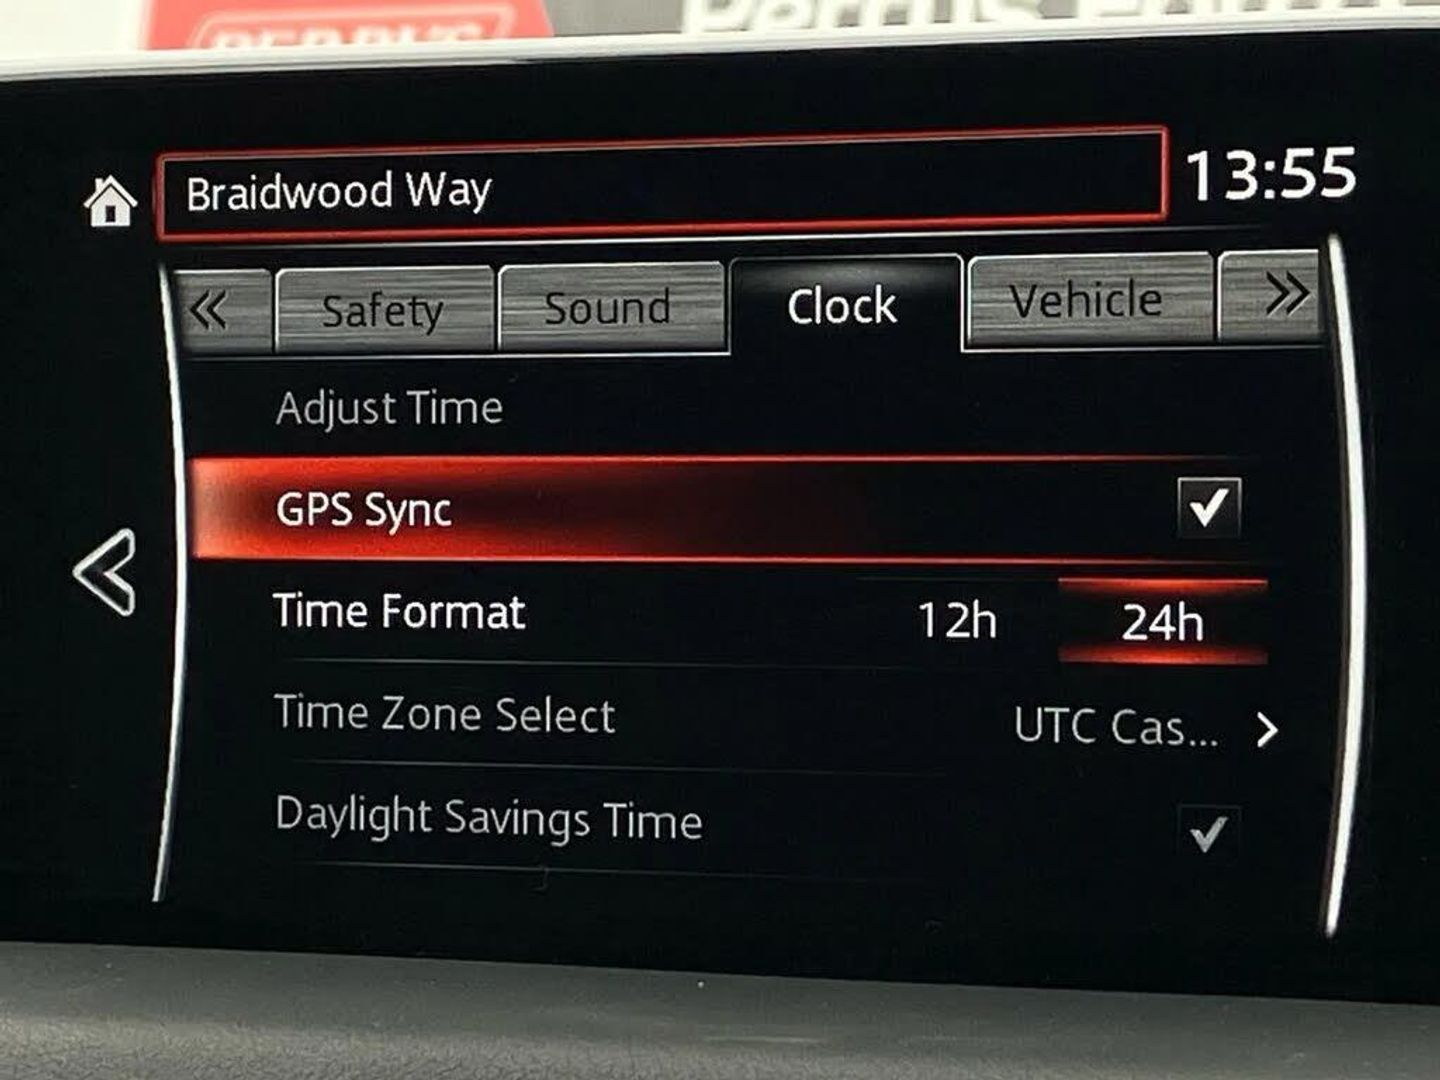 PERRYS
Braidwood Way
13:55
Safety
Sound
Clock
Vehicle
Adjust Time
GPS Sync
Time Format
12h
24h
Time Zone Select
UTC Cas...
Daylight Savings Time